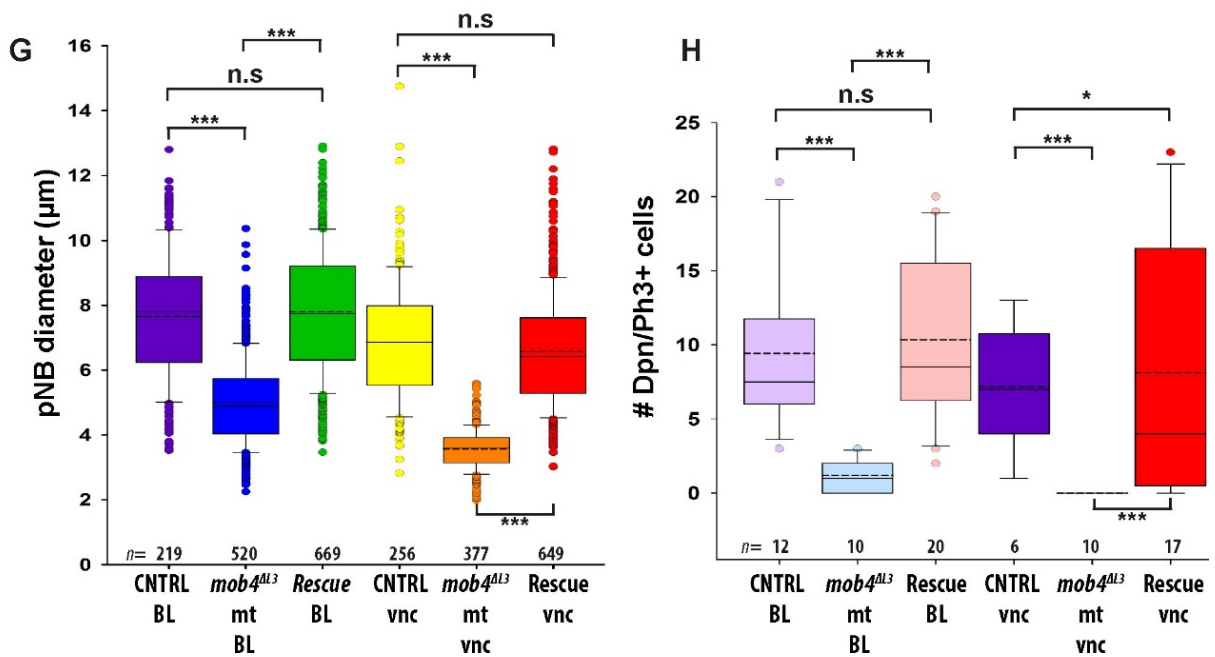 G
n.s
***
***
n.s
***
***
16
14
12
10
8
6
4
2
0
pNB diameter (µm)
n= 219 520 669 256 377 649
CNTRL BL
mob4ΔL3 mt BL
Rescue BL
CNTRL vnc
mob4ΔL3 mt vnc
Rescue vnc
H
***
n.s
*
***
***
***
25
20
15
10
5
0
# Dpn/Ph3+ cells
n= 12 10 20 6 10 17
CNTRL BL
mob4ΔL3 mt BL
Rescue BL
CNTRL vnc
mob4ΔL3 mt vnc
Rescue vnc